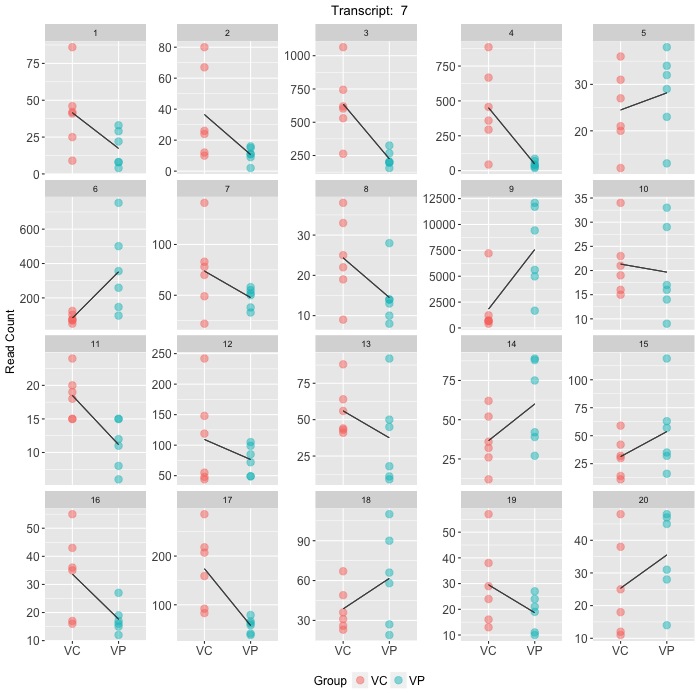 Transcript: 7
1 2 3 4 5
75 50 25 0
80 60 40 20 0
1000 750 500 250
750 500 250 0
30 20
6 7 8 9 10
600 400 200
100 50
30 20 10
12500 10000 7500 5000 2500 0
35 30 25 20 15 10
Read Count
11 12 13 14 15
20 15 10
250 200 150 100 50
75 50 25
75 50 25
100 75 50 25
16 17 18 19 20
50 40 30 20 10
200 100
90 60 30
50 40 30 20 10
40 30 20 10
VC VP VC VP VC VP VC VP VC VP
Group VC VP